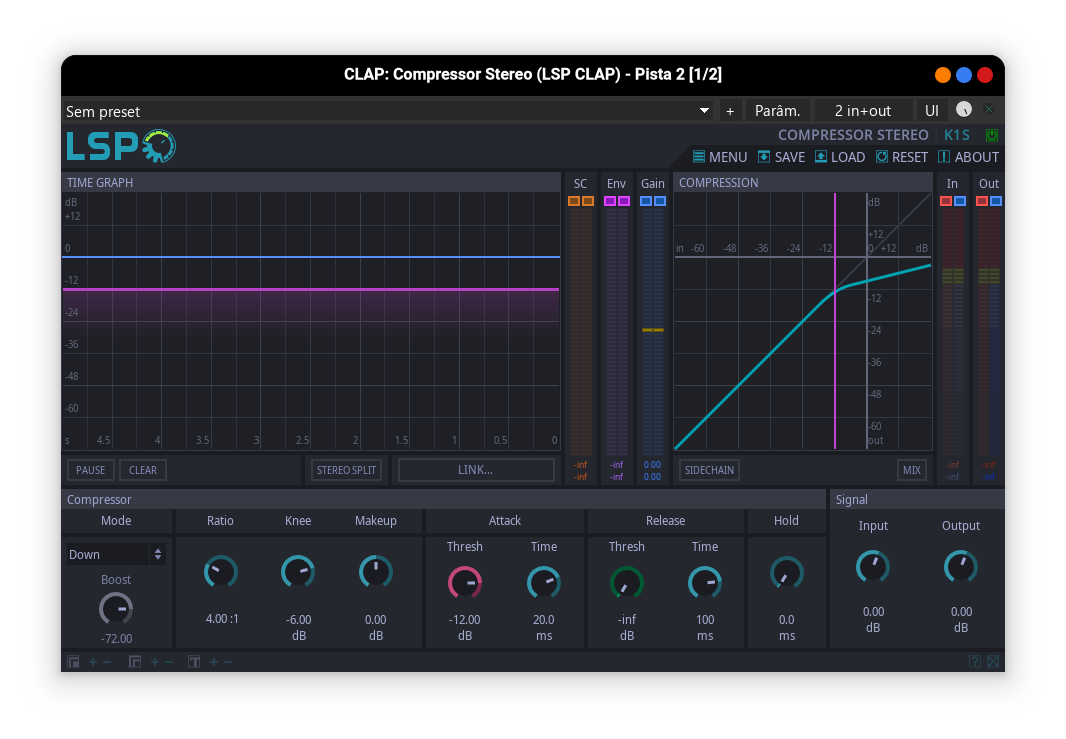 CLAP: Compressor Stereo (LSP CLAP) - Pista 2 [1/2]
Sem preset + Parâm. 2 in+out UI
LSP COMPRESSOR STEREO K1S
MENU SAVE LOAD RESET ABOUT
TIME GRAPH SC Env Gain COMPRESSION In Out
dB dB
+12 +12
0 in -60 -48 -36 -24 -12 0 +12 dB
-12 -12
-24 -24
-36 -36
-48 -48
-60 -60
s 4.5 4 3.5 3 2.5 2 1.5 1 0.5 0 out
-inf -inf 0.00 -inf -inf
-inf -inf 0.00 -inf -inf
PAUSE CLEAR STEREO SPLIT LINK... SIDECHAIN MIX
Compressor Signal
Mode Ratio Knee Makeup Attack Release Hold Input Output
Thresh Time Thresh Time
Down
Boost
-72.00
4.00 :1 -6.00 0.00 -12.00 20.0 -inf 100 0.0 0.00 0.00
dB dB dB ms dB ms ms dB dB
+ - + - T + - ?